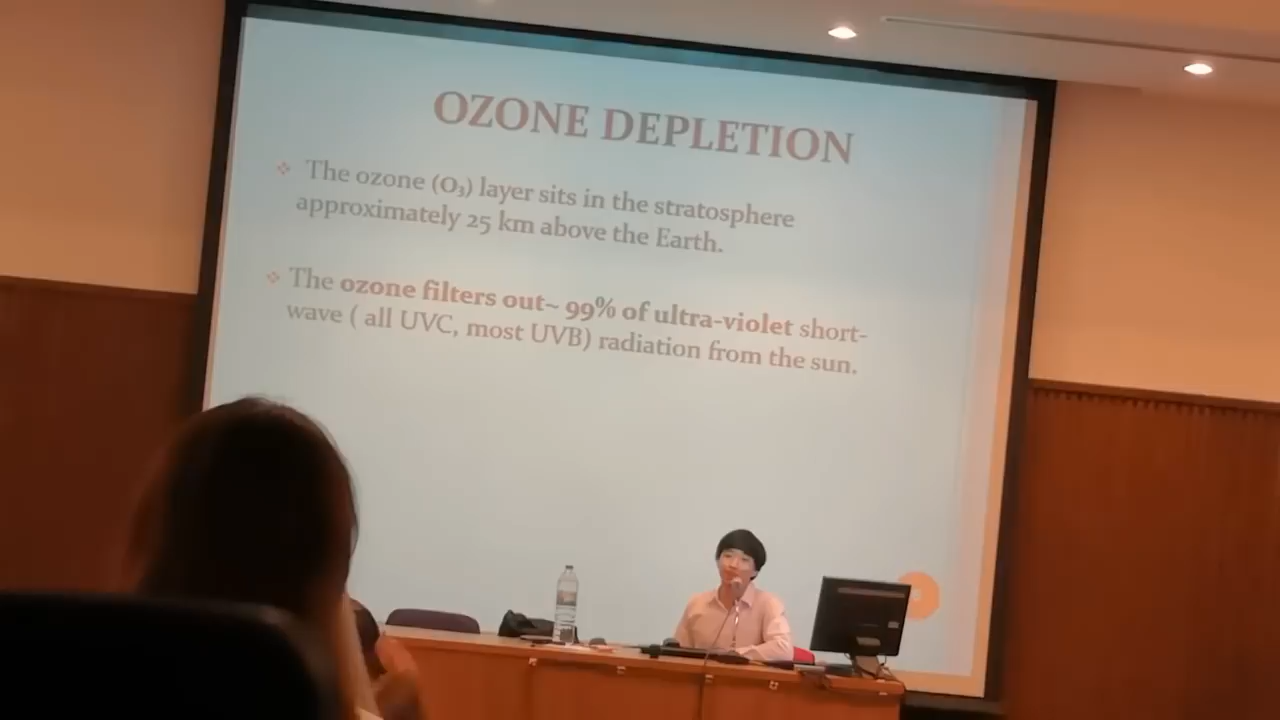 OZONE DEPLETION
The ozone (O₃) layer sits in the stratosphere
approximately 25 km above the Earth.
The ozone filters out~ 99% of ultra-violet short-
wave ( all UVC, most UVB) radiation from the sun.